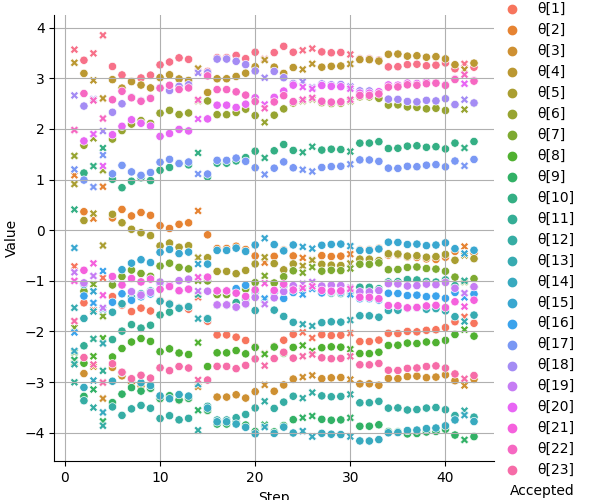 4
3
2
1
0
−1
−2
−3
−4
Value
0
10
20
30
40
Step
θ[1]
θ[2]
θ[3]
θ[4]
θ[5]
θ[6]
θ[7]
θ[8]
θ[9]
θ[10]
θ[11]
θ[12]
θ[13]
θ[14]
θ[15]
θ[16]
θ[17]
θ[18]
θ[19]
θ[20]
θ[21]
θ[22]
θ[23]
Accepted